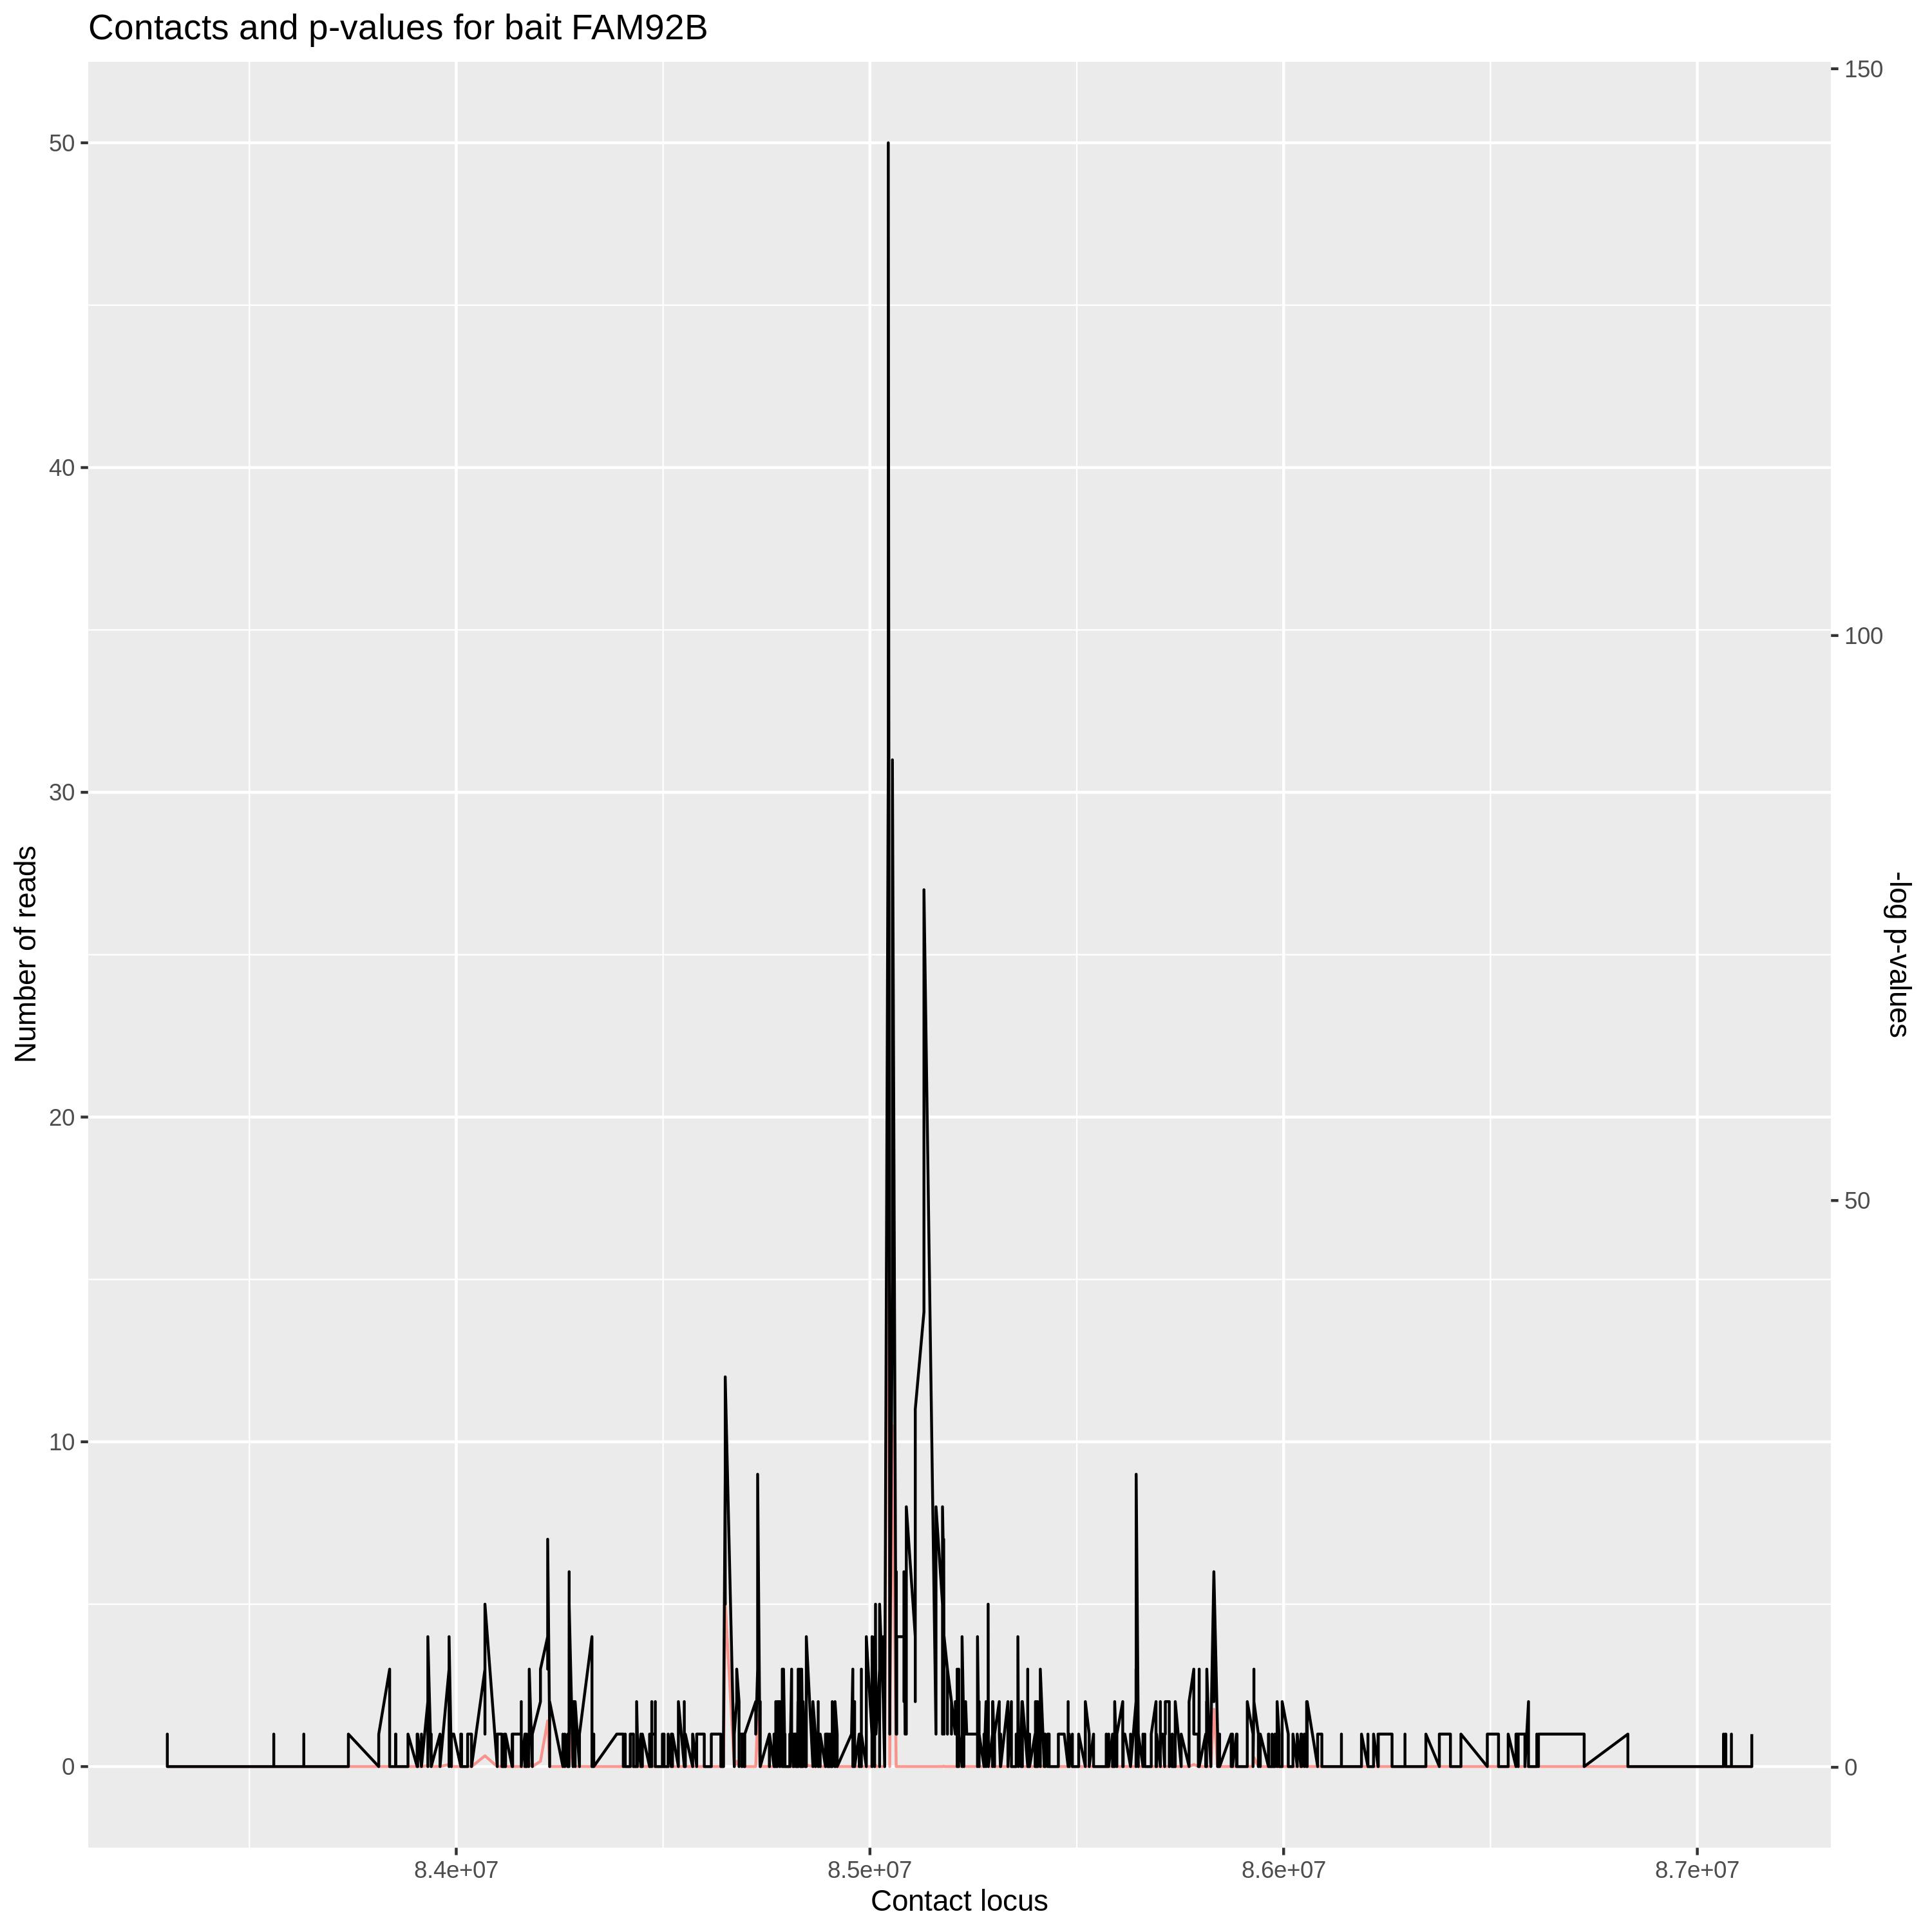 Contacts and p-values for bait FAM92B
50
40
30
20
10
0
Number of reads
150
100
50
0
-log p-values
8.4e+07
8.5e+07
8.6e+07
8.7e+07
Contact locus